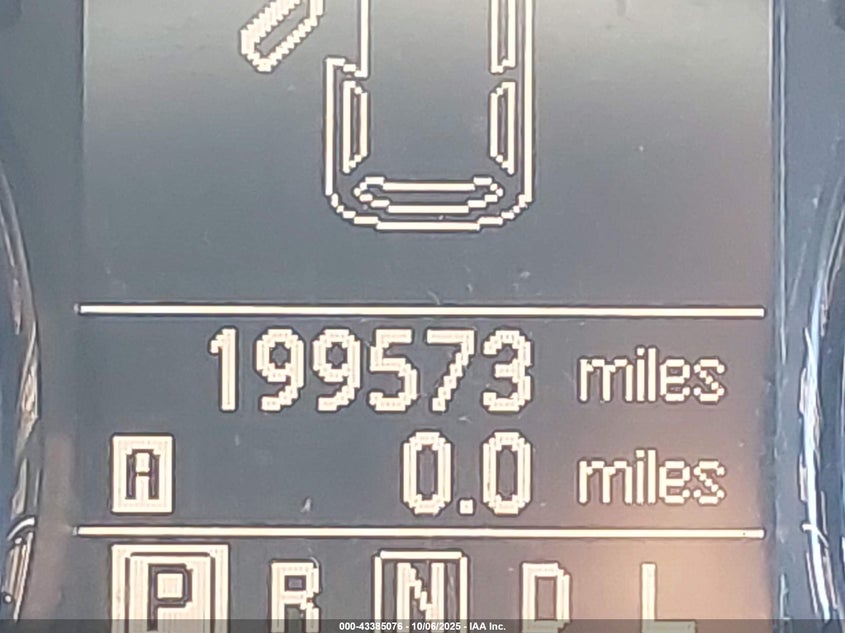 199573 miles
A 0.0 miles
P R N D L
000-43385076 - 10/06/2025 - IAA Inc.